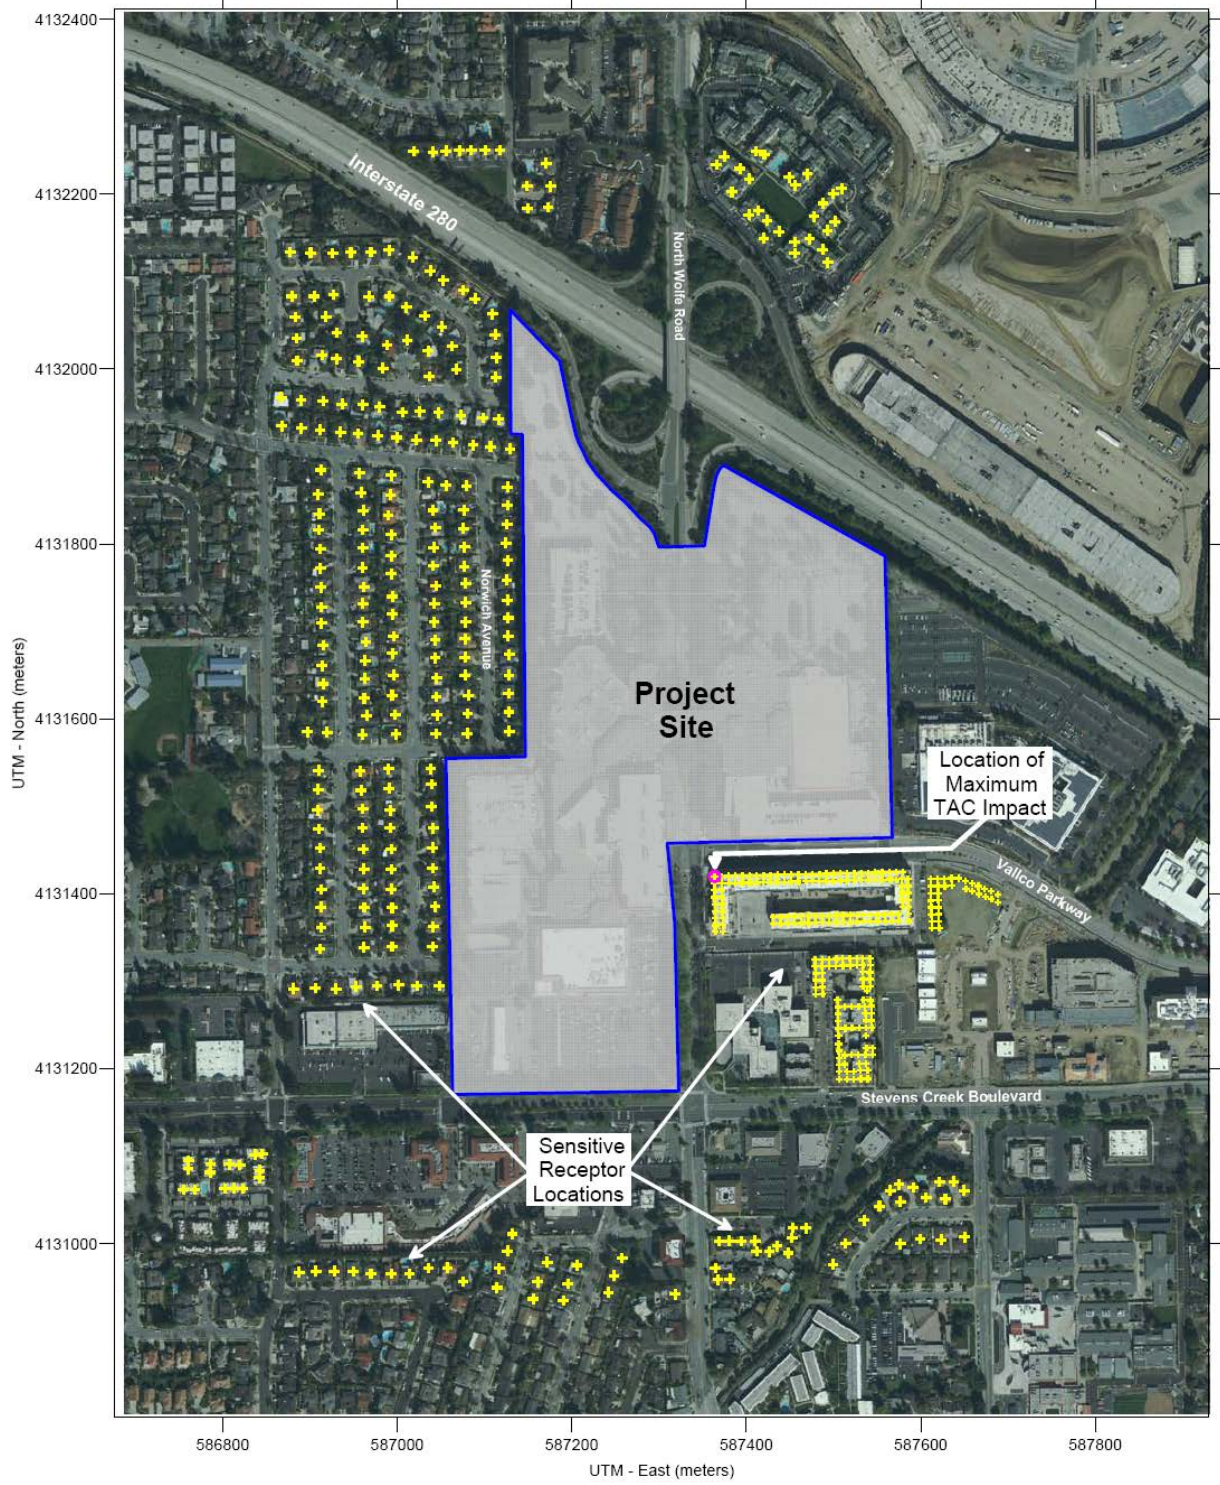 4132400
4132200
4132000
4131800
4131600
4131400
4131200
4131000
UTM - North (meters)
Interstate 280
North Wolfe Road
Norwich Avenue
Project
Site
Location of
Maximum
TAC Impact
Vallco Parkway
Stevens Creek Boulevard
Sensitive
Receptor
Locations
586800
587000
587200
587400
587600
587800
UTM - East (meters)